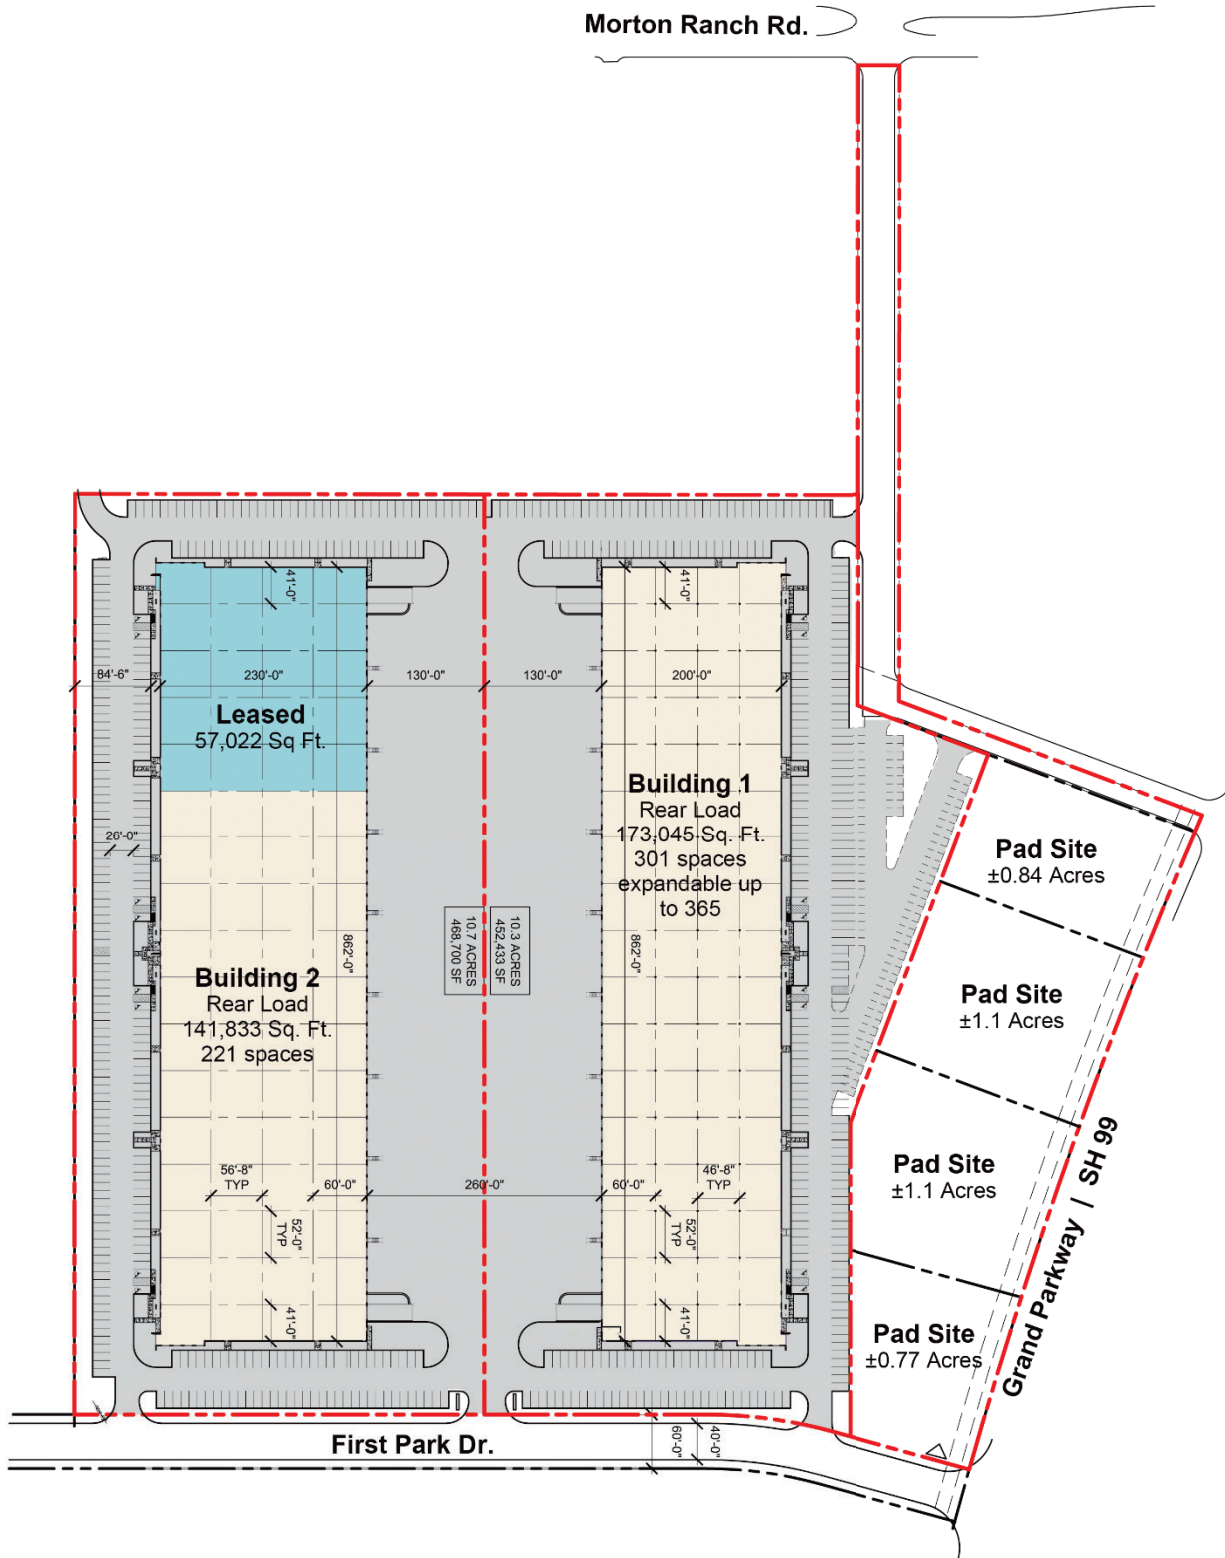 Morton Ranch Rd.
41'-0"
41'-0"
84'-6"
230'-0"
130'-0"
130'-0"
200'-0"
Leased
57,022 Sq Ft.
Building 1
Rear Load
173,045 Sq. Ft.
301 spaces
expandable up
to 365
26'-0"
Pad Site
±0.84 Acres
862'-0"
10.7 ACRES
468,700 SF
10.3 ACRES
452,433 SF
862'-0"
Building 2
Rear Load
141,833 Sq. Ft.
221 spaces
Pad Site
±1.1 Acres
Pad Site
±1.1 Acres
Grand Parkway | SH 99
56'-8"
TYP
60'-0"
260'-0"
60'-0"
46'-8"
TYP
52'-0"
TYP
52'-0"
TYP
41'-0"
41'-0"
Pad Site
±0.77 Acres
First Park Dr.
60'-0"
40'-0"